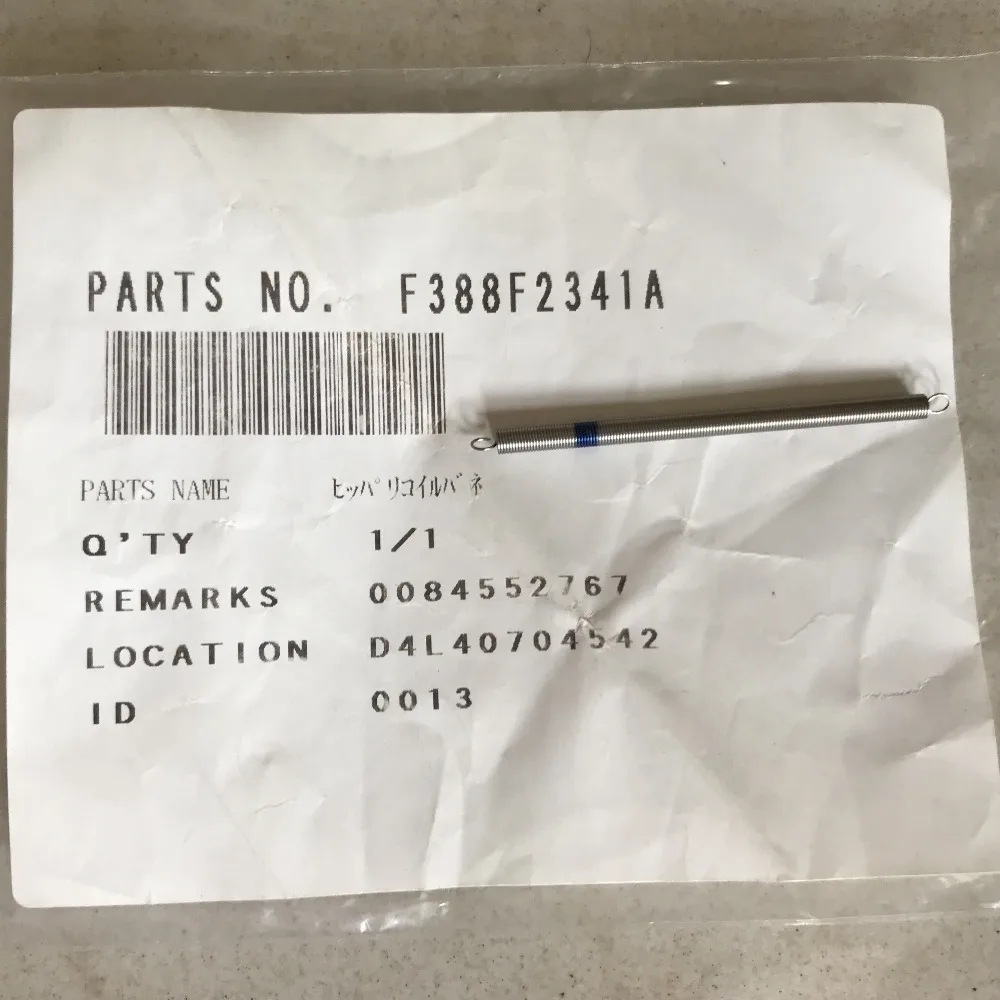 PARTS NO. F388F2341A
PARTS NAME ヒッパリコイルバネ
Q'TY 1/1
REMARKS 0084552767
LOCATION D4L40704542
ID 0013